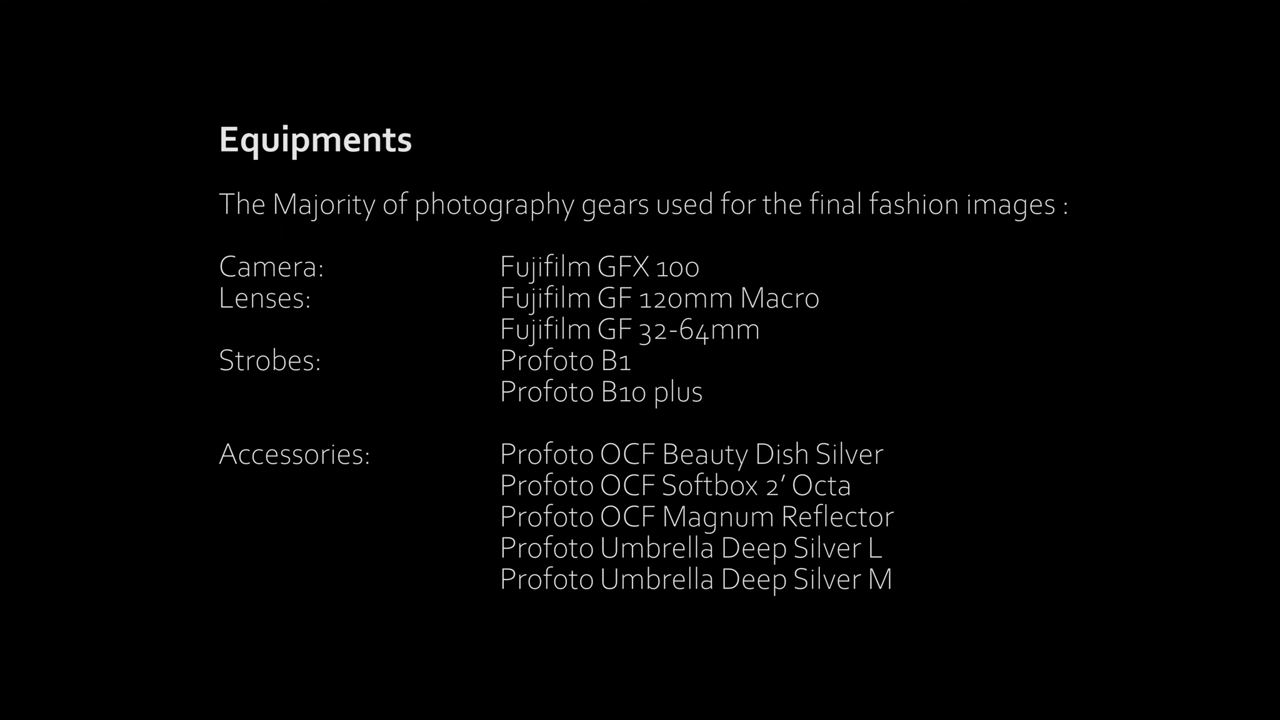 Equipments
The Majority of photography gears used for the final fashion images :
Camera: Fujifilm GFX 100
Lenses: Fujifilm GF 120mm Macro
Fujifilm GF 32-64mm
Strobes: Profoto B1
Profoto B10 plus
Accessories: Profoto OCF Beauty Dish Silver
Profoto OCF Softbox 2’ Octa
Profoto OCF Magnum Reflector
Profoto Umbrella Deep Silver L
Profoto Umbrella Deep Silver M